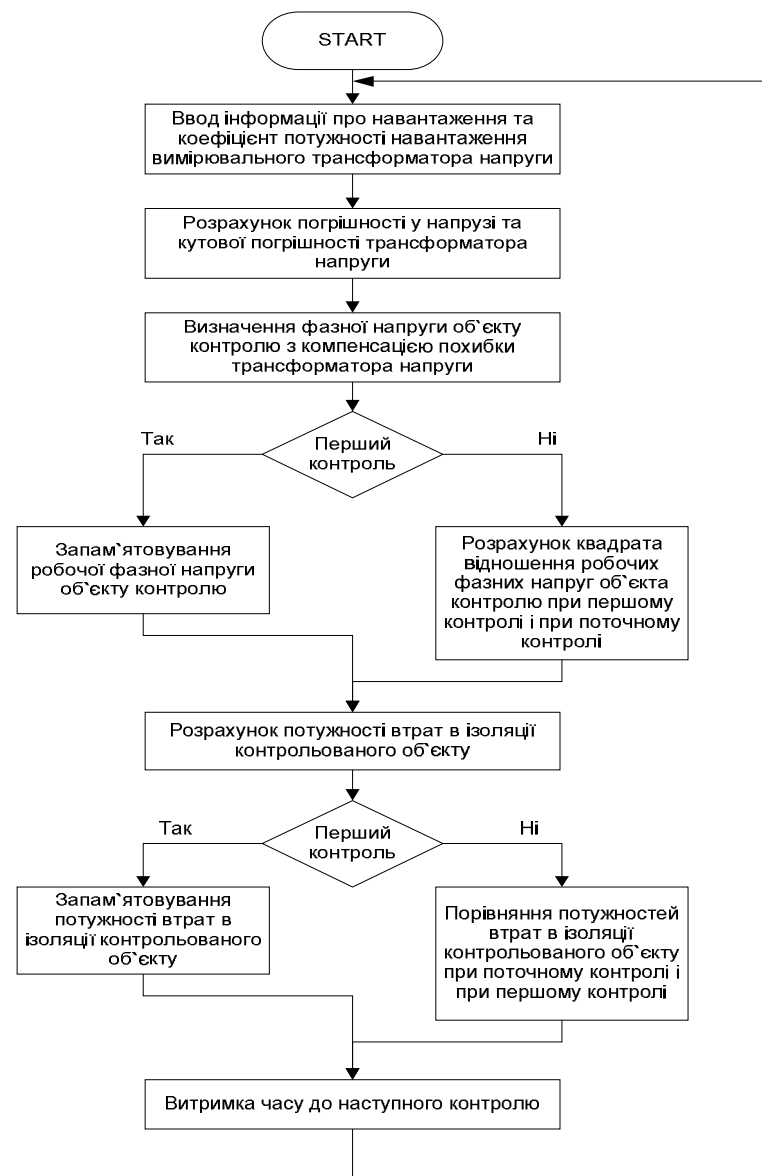 START
Ввод інформації про навантаження та
коефіцієнт потужності навантаження
вимірювального трансформатора напруги
Розрахунок погрішності у напрузі та
кутової погрішності трансформатора
напруги
Визначення фазної напруги об`єкту
контролю з компенсацією похибки
трансформатора напруги
Так
Перший
контроль
Ні
Запам`ятовування
робочої фазної напруги
об`єкту контролю
Розрахунок квадрата
відношення робочих
фазних напруг об`єкта
контролю при першому
контролі і при поточному
контролі
Розрахунок потужності втрат в ізоляції
контрольованого об`єкту
Так
Перший
контроль
Ні
Запам`ятовування
потужності втрат в
ізоляції контрольованого
об`єкту
Порівняння потужностей
втрат в ізоляції
контрольованого об`єкту
при поточному контролі і
при першому контролі
Витримка часу до наступного контролю